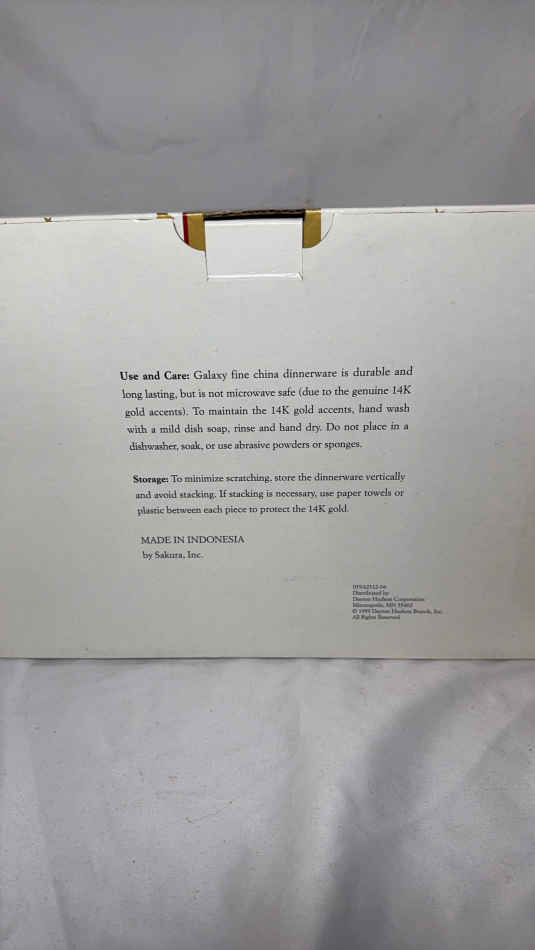 Use and Care: Galaxy fine china dinnerware is durable and
long lasting, but is not microwave safe (due to the genuine 14K
gold accents). To maintain the 14K gold accents, hand wash
with a mild dish soap, rinse and hand dry. Do not place in a
dishwasher, soak, or use abrasive powders or sponges.
Storage: To minimize scratching, store the dinnerware vertically
and avoid stacking. If stacking is necessary, use paper towels or
plastic between each piece to protect the 14K gold.
MADE IN INDONESIA
by Sakura, Inc.
Distributed by
Dayton Hudson Corporation
Minneapolis, MN
© 1999 Dayton Hudson Brands, Inc.
All Rights Reserved